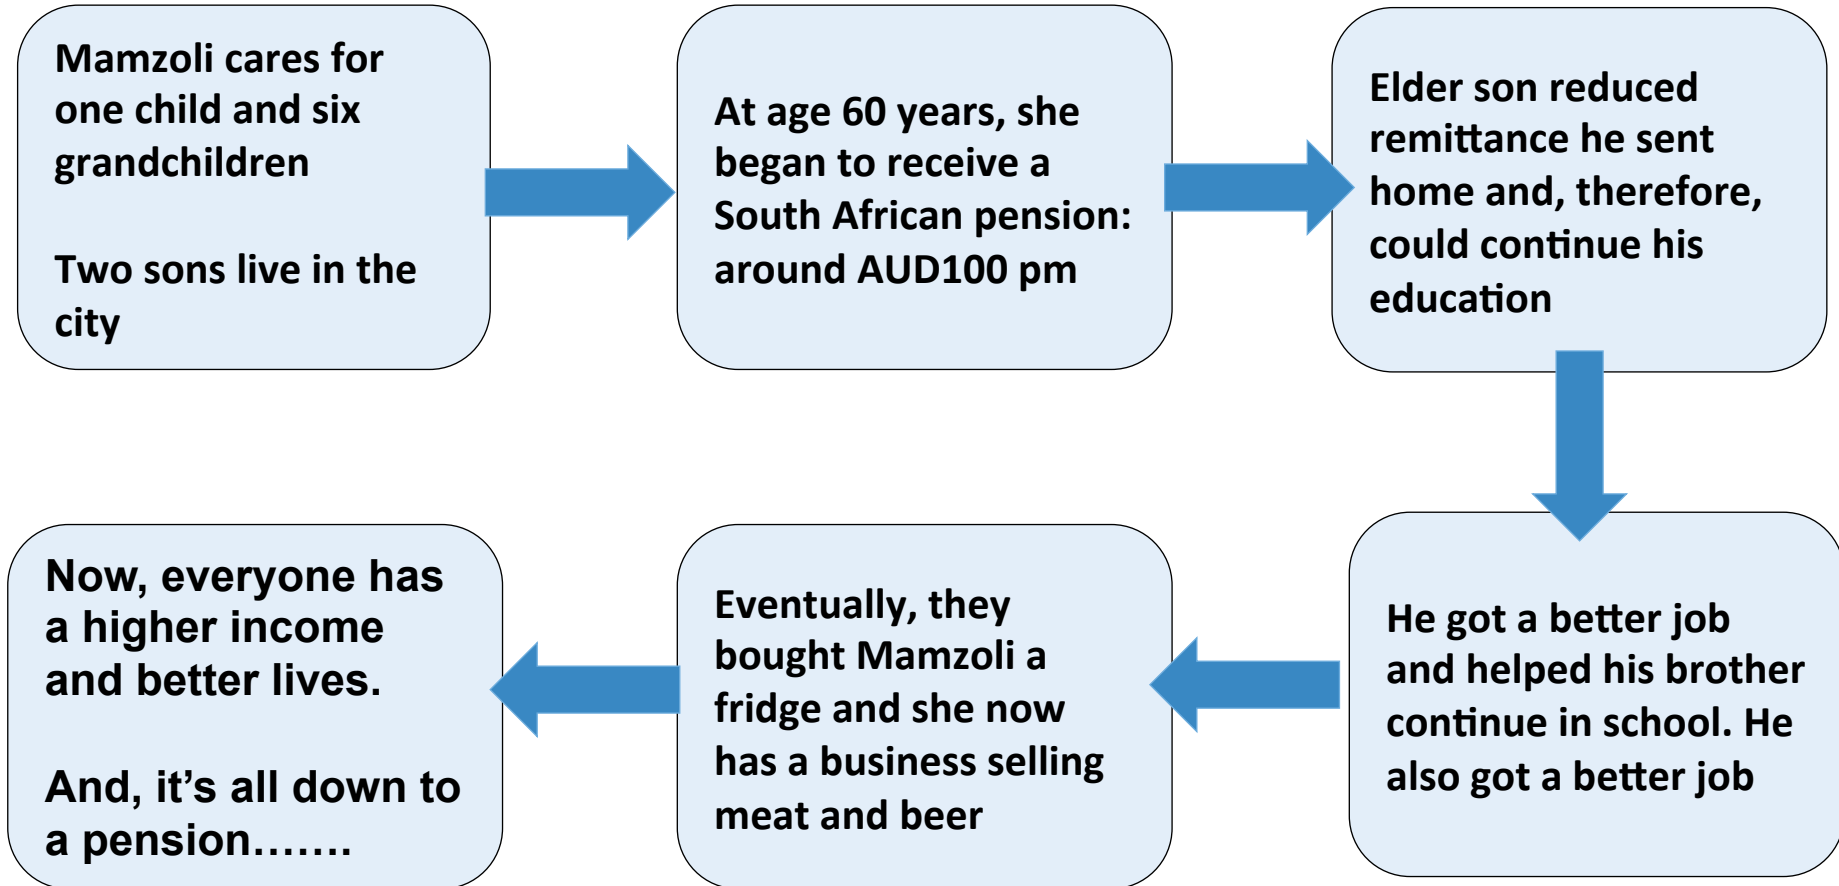 Mamzoli cares for
one child and six
grandchildren
Two sons live in the
city
At age 60 years, she
began to receive a
South African pension:
around AUD100 pm
Elder son reduced
remittance he sent
home and, therefore,
could continue his
education
He got a better job
and helped his brother
continue in school. He
also got a better job
Eventually, they
bought Mamzoli a
fridge and she now
has a business selling
meat and beer
Now, everyone has
a higher income
and better lives.
And, it’s all down to
a pension…….